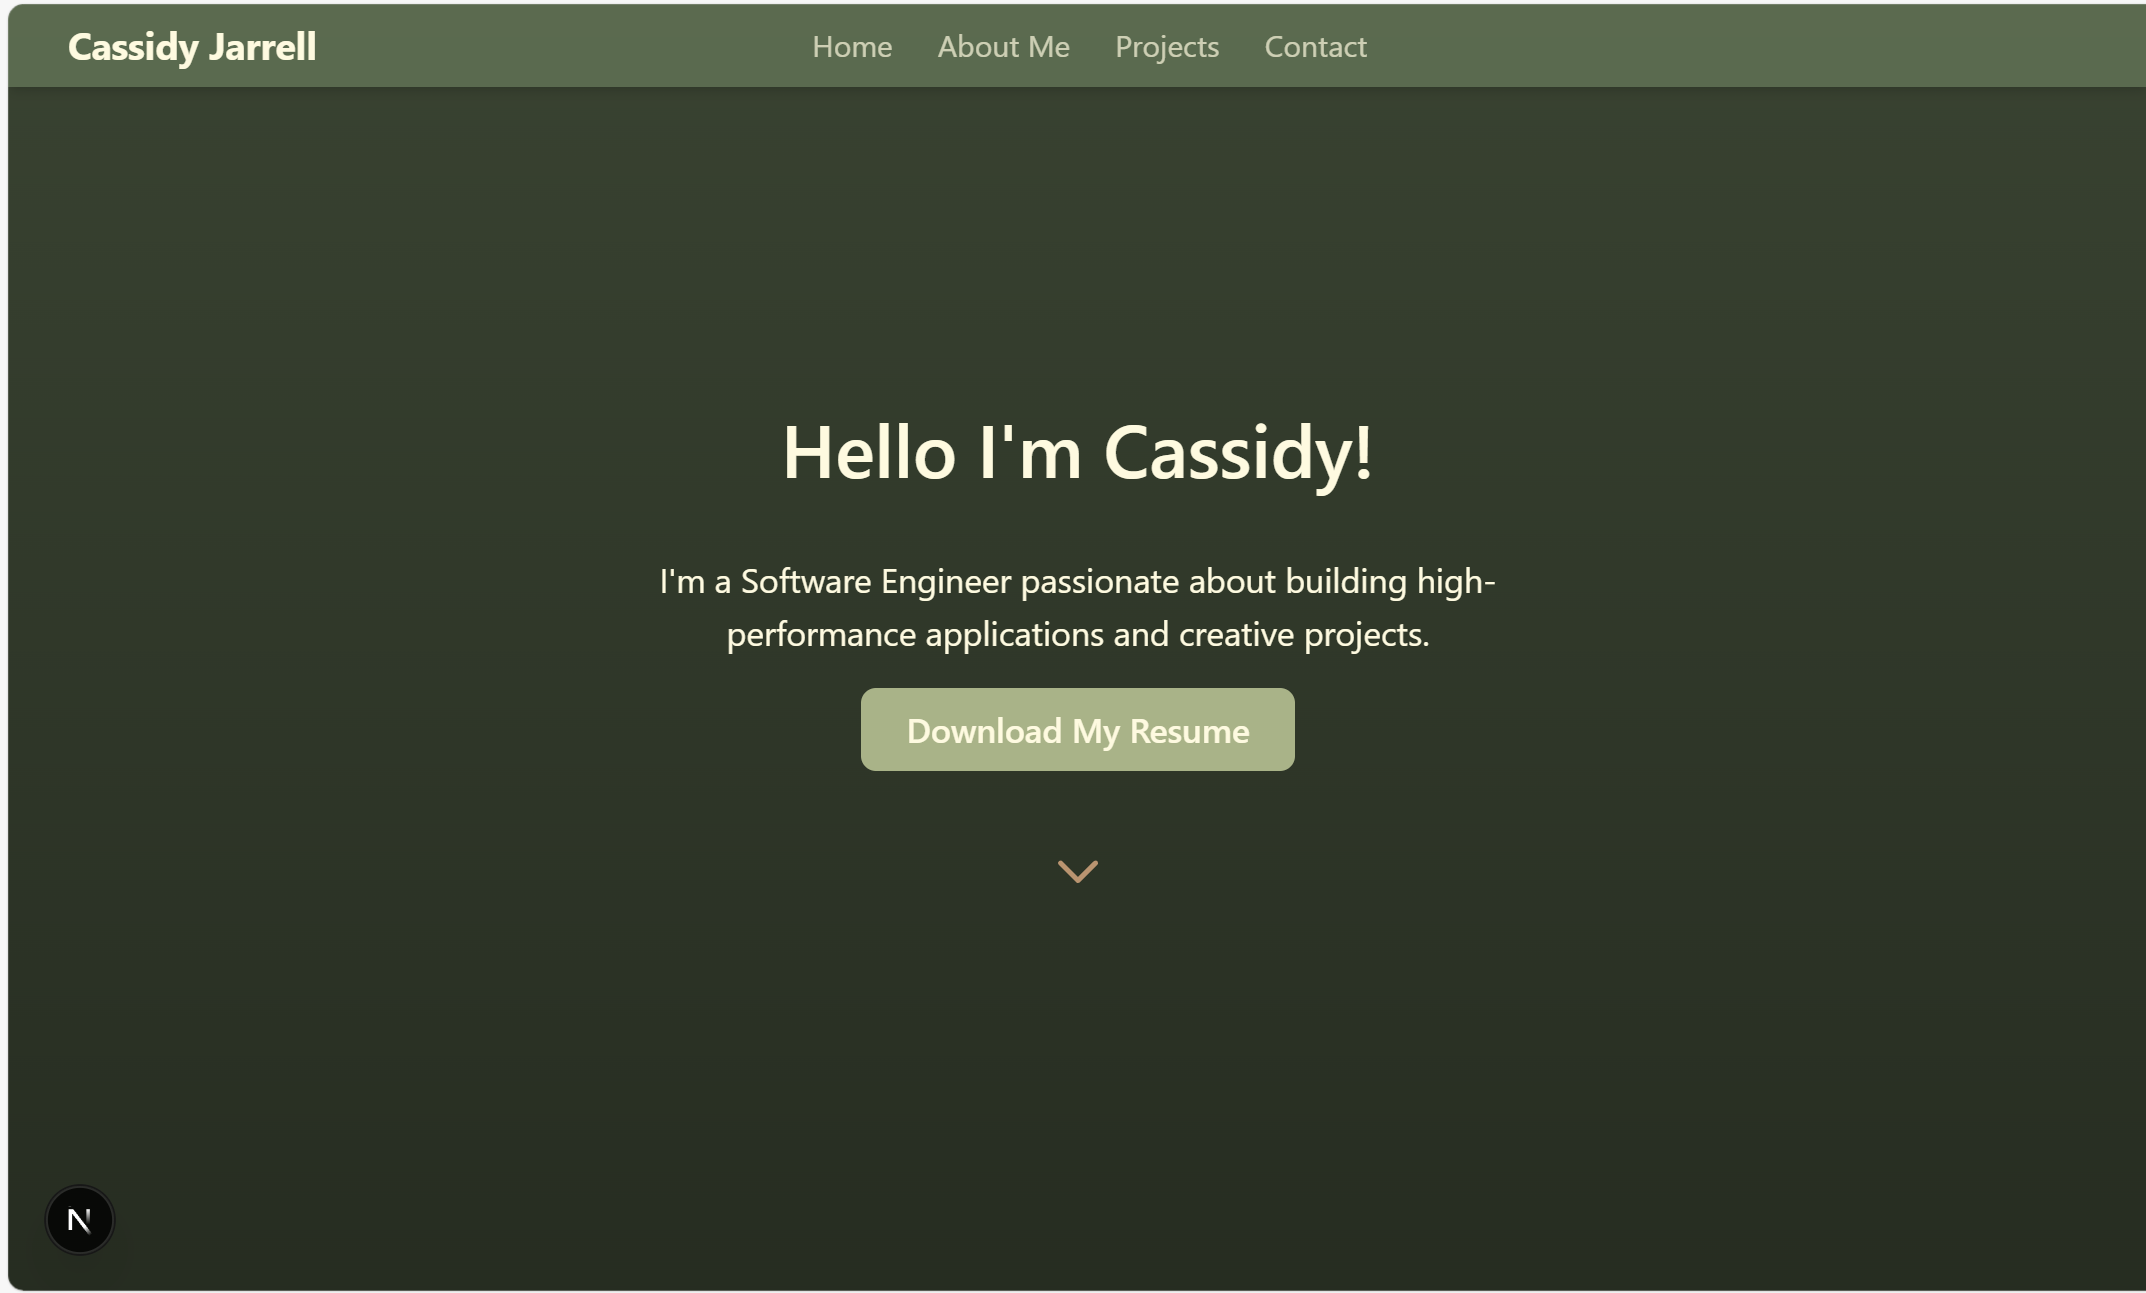 Cassidy Jarrell
Home About Me Projects Contact
Hello I'm Cassidy!
I'm a Software Engineer passionate about building high-
performance applications and creative projects.
Download My Resume
N